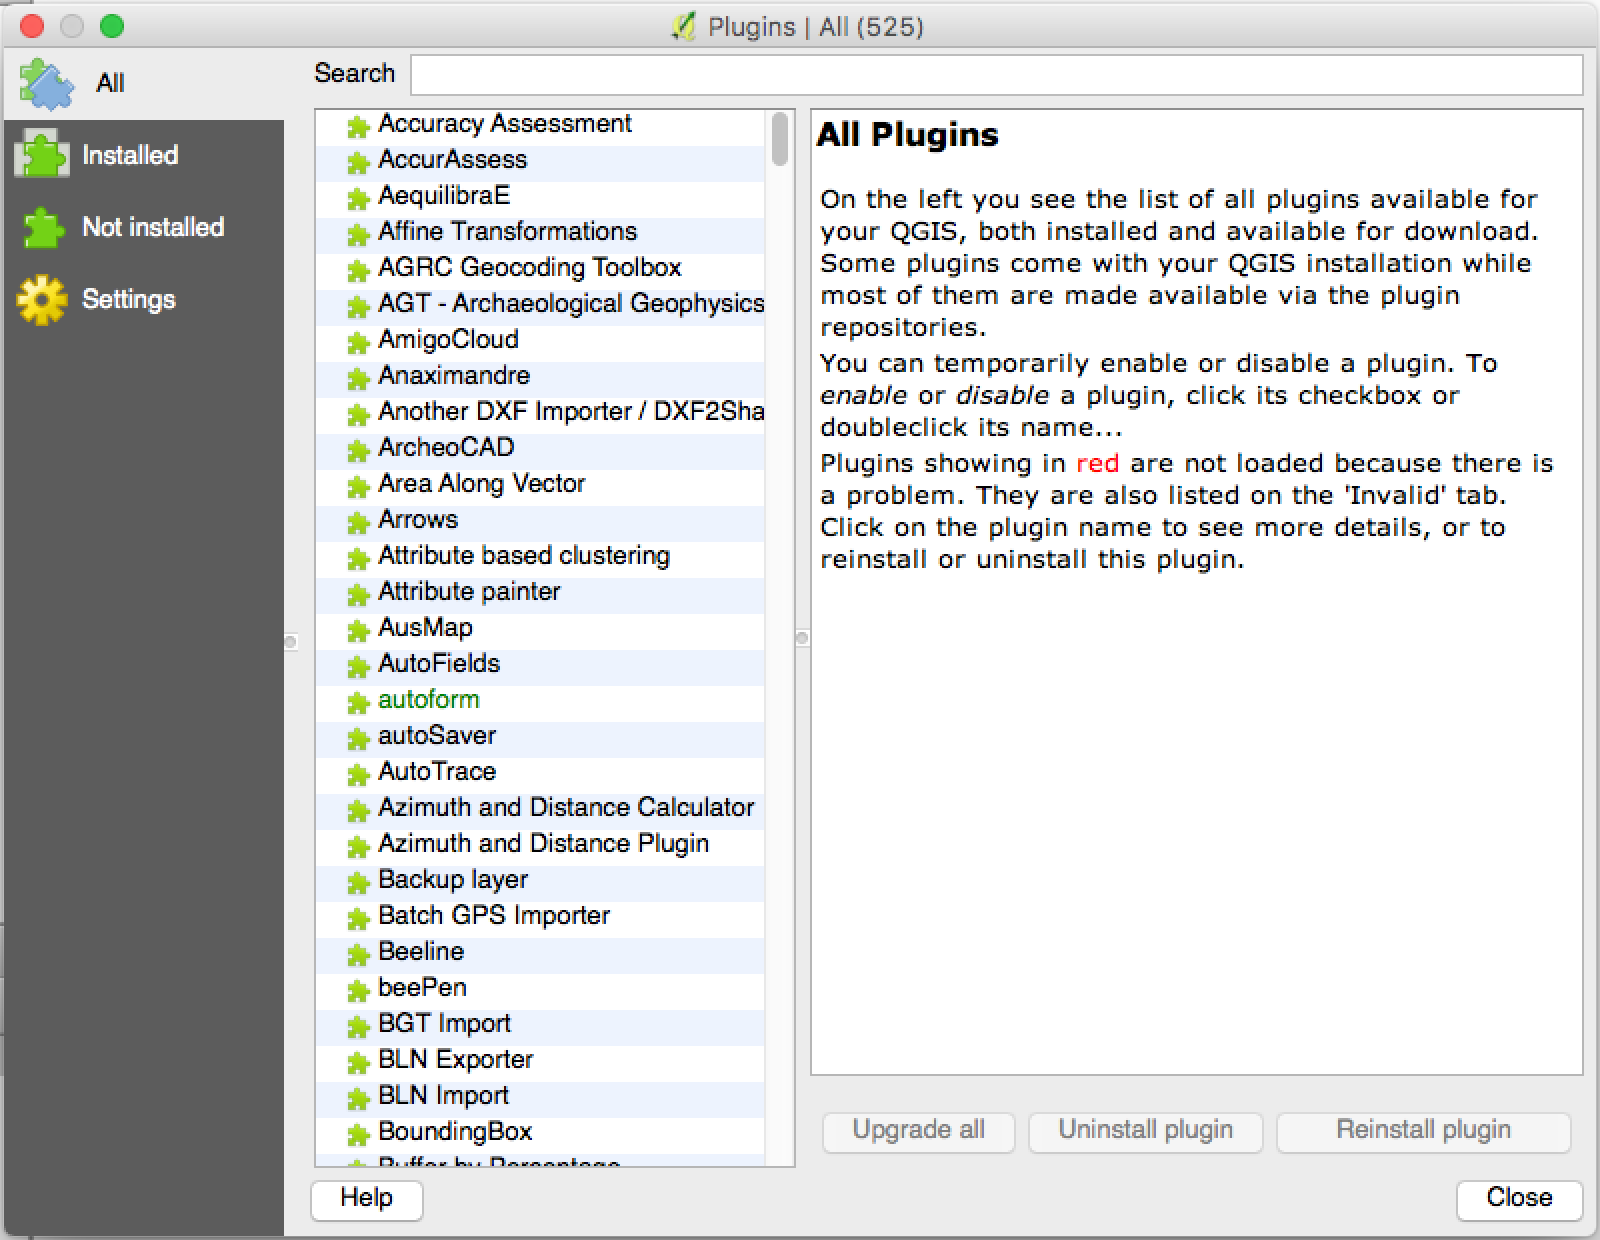 Plugins | All (525)
All
Installed
Not installed
Settings
Search
Accuracy Assessment
AccurAssess
AequilibraE
Affine Transformations
AGRC Geocoding Toolbox
AGT - Archaeological Geophysics
AmigoCloud
Anaximandre
Another DXF Importer / DXF2Sha
ArcheoCAD
Area Along Vector
Arrows
Attribute based clustering
Attribute painter
AusMap
AutoFields
autoform
autoSaver
AutoTrace
Azimuth and Distance Calculator
Azimuth and Distance Plugin
Backup layer
Batch GPS Importer
Beeline
beePen
BGT Import
BLN Exporter
BLN Import
BoundingBox
Buffer by Percentage
All Plugins
On the left you see the list of all plugins available for
your QGIS, both installed and available for download.
Some plugins come with your QGIS installation while
most of them are made available via the plugin
repositories.
You can temporarily enable or disable a plugin. To
enable or disable a plugin, click its checkbox or
doubleclick its name...
Plugins showing in red are not loaded because there is
a problem. They are also listed on the 'Invalid' tab.
Click on the plugin name to see more details, or to
reinstall or uninstall this plugin.
Upgrade all
Uninstall plugin
Reinstall plugin
Help
Close